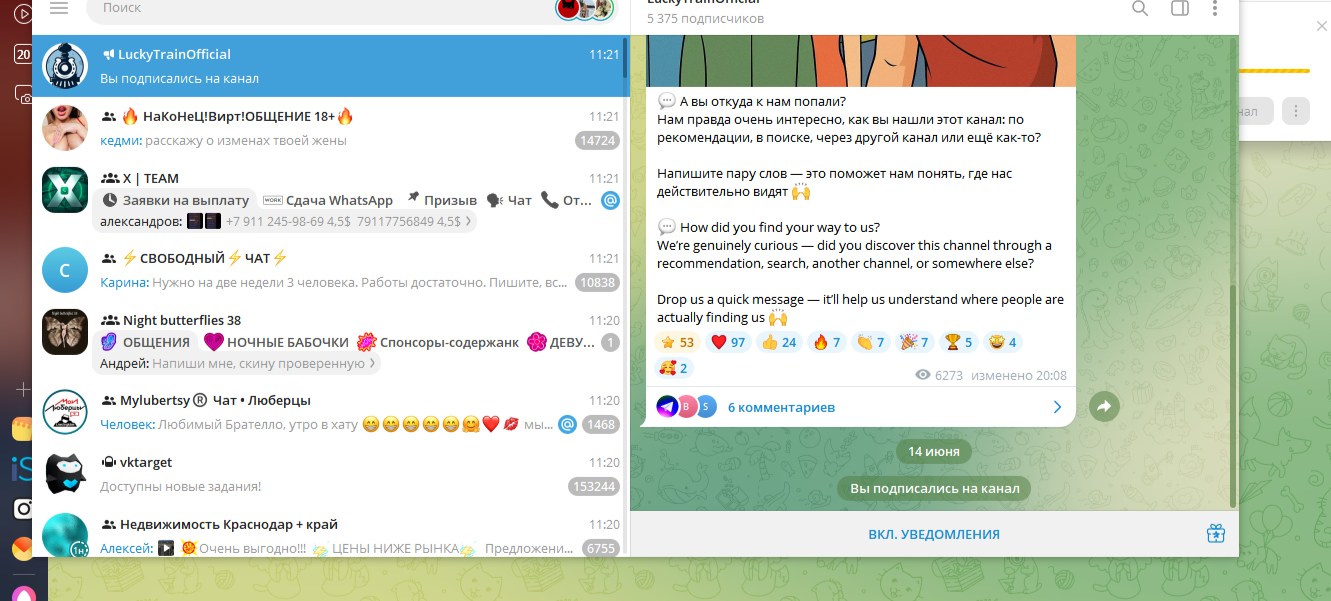 Поиск
LuckyTrainOfficial
11:21
Вы подписались на канал
🔥 НаКоНеЦ!Вирт!ОБЩЕНИЕ 18+🔥
11:21
кедми: расскажу о изменах твоей жены
14724
X | TEAM
11:21
Заявки на выплату WORK Сдача WhatsApp 📌 Призыв 🗣 Чат 📞 От... @
александров: +7 911 245-98-69 4,5$ 79117756849 4,5$
С
⚡СВОБОДНЫЙ⚡ЧАТ⚡
11:21
Карина: Нужно на две недели 3 человека. Работы достаточно. Пишите, вс...
10838
Night butterflies 38
11:20
ОБЩЕНИЯ НОЧНЫЕ БАБОЧКИ Спонсоры-содержанк ДЕВУ... 1
Андрей: Напиши мне, скину проверенную
Mylubertsy® Чат • Люберцы
11:20
Человек: Любимый Брателло, утро в хату 😁😁😁😁😁🤗❤️💋 мы... @
1468
vktarget
11:20
Доступны новые задания!
153244
Недвижимость Краснодар + край
11:20
1н
Алексей: Очень выгодно!!! ЦЕНЫ НИЖЕ РЫНКА Предложени...
6755
LuckyTrainOfficial
5 375 подписчиков
💬 А вы откуда к нам попали?
Нам правда очень интересно, как вы нашли этот канал: по
рекомендации, в поиске, через другой канал или ещё как-то?
Напишите пару слов — это поможет нам понять, где нас
действительно видят 🙌
💬 How did you find your way to us?
We're genuinely curious — did you discover this channel through a
recommendation, search, another channel, or somewhere else?
Drop us a quick message — it'll help us understand where people are
actually finding us 🙌
⭐ 53 ❤️ 97 👍 24 🔥 7 👏 7 🎉 7 🏆 5 🤩 4
🥰 2
6273 изменено 20:08
B S 6 комментариев
14 июня
Вы подписались на канал
ВКЛ. УВЕДОМЛЕНИЯ
20
iS
нал